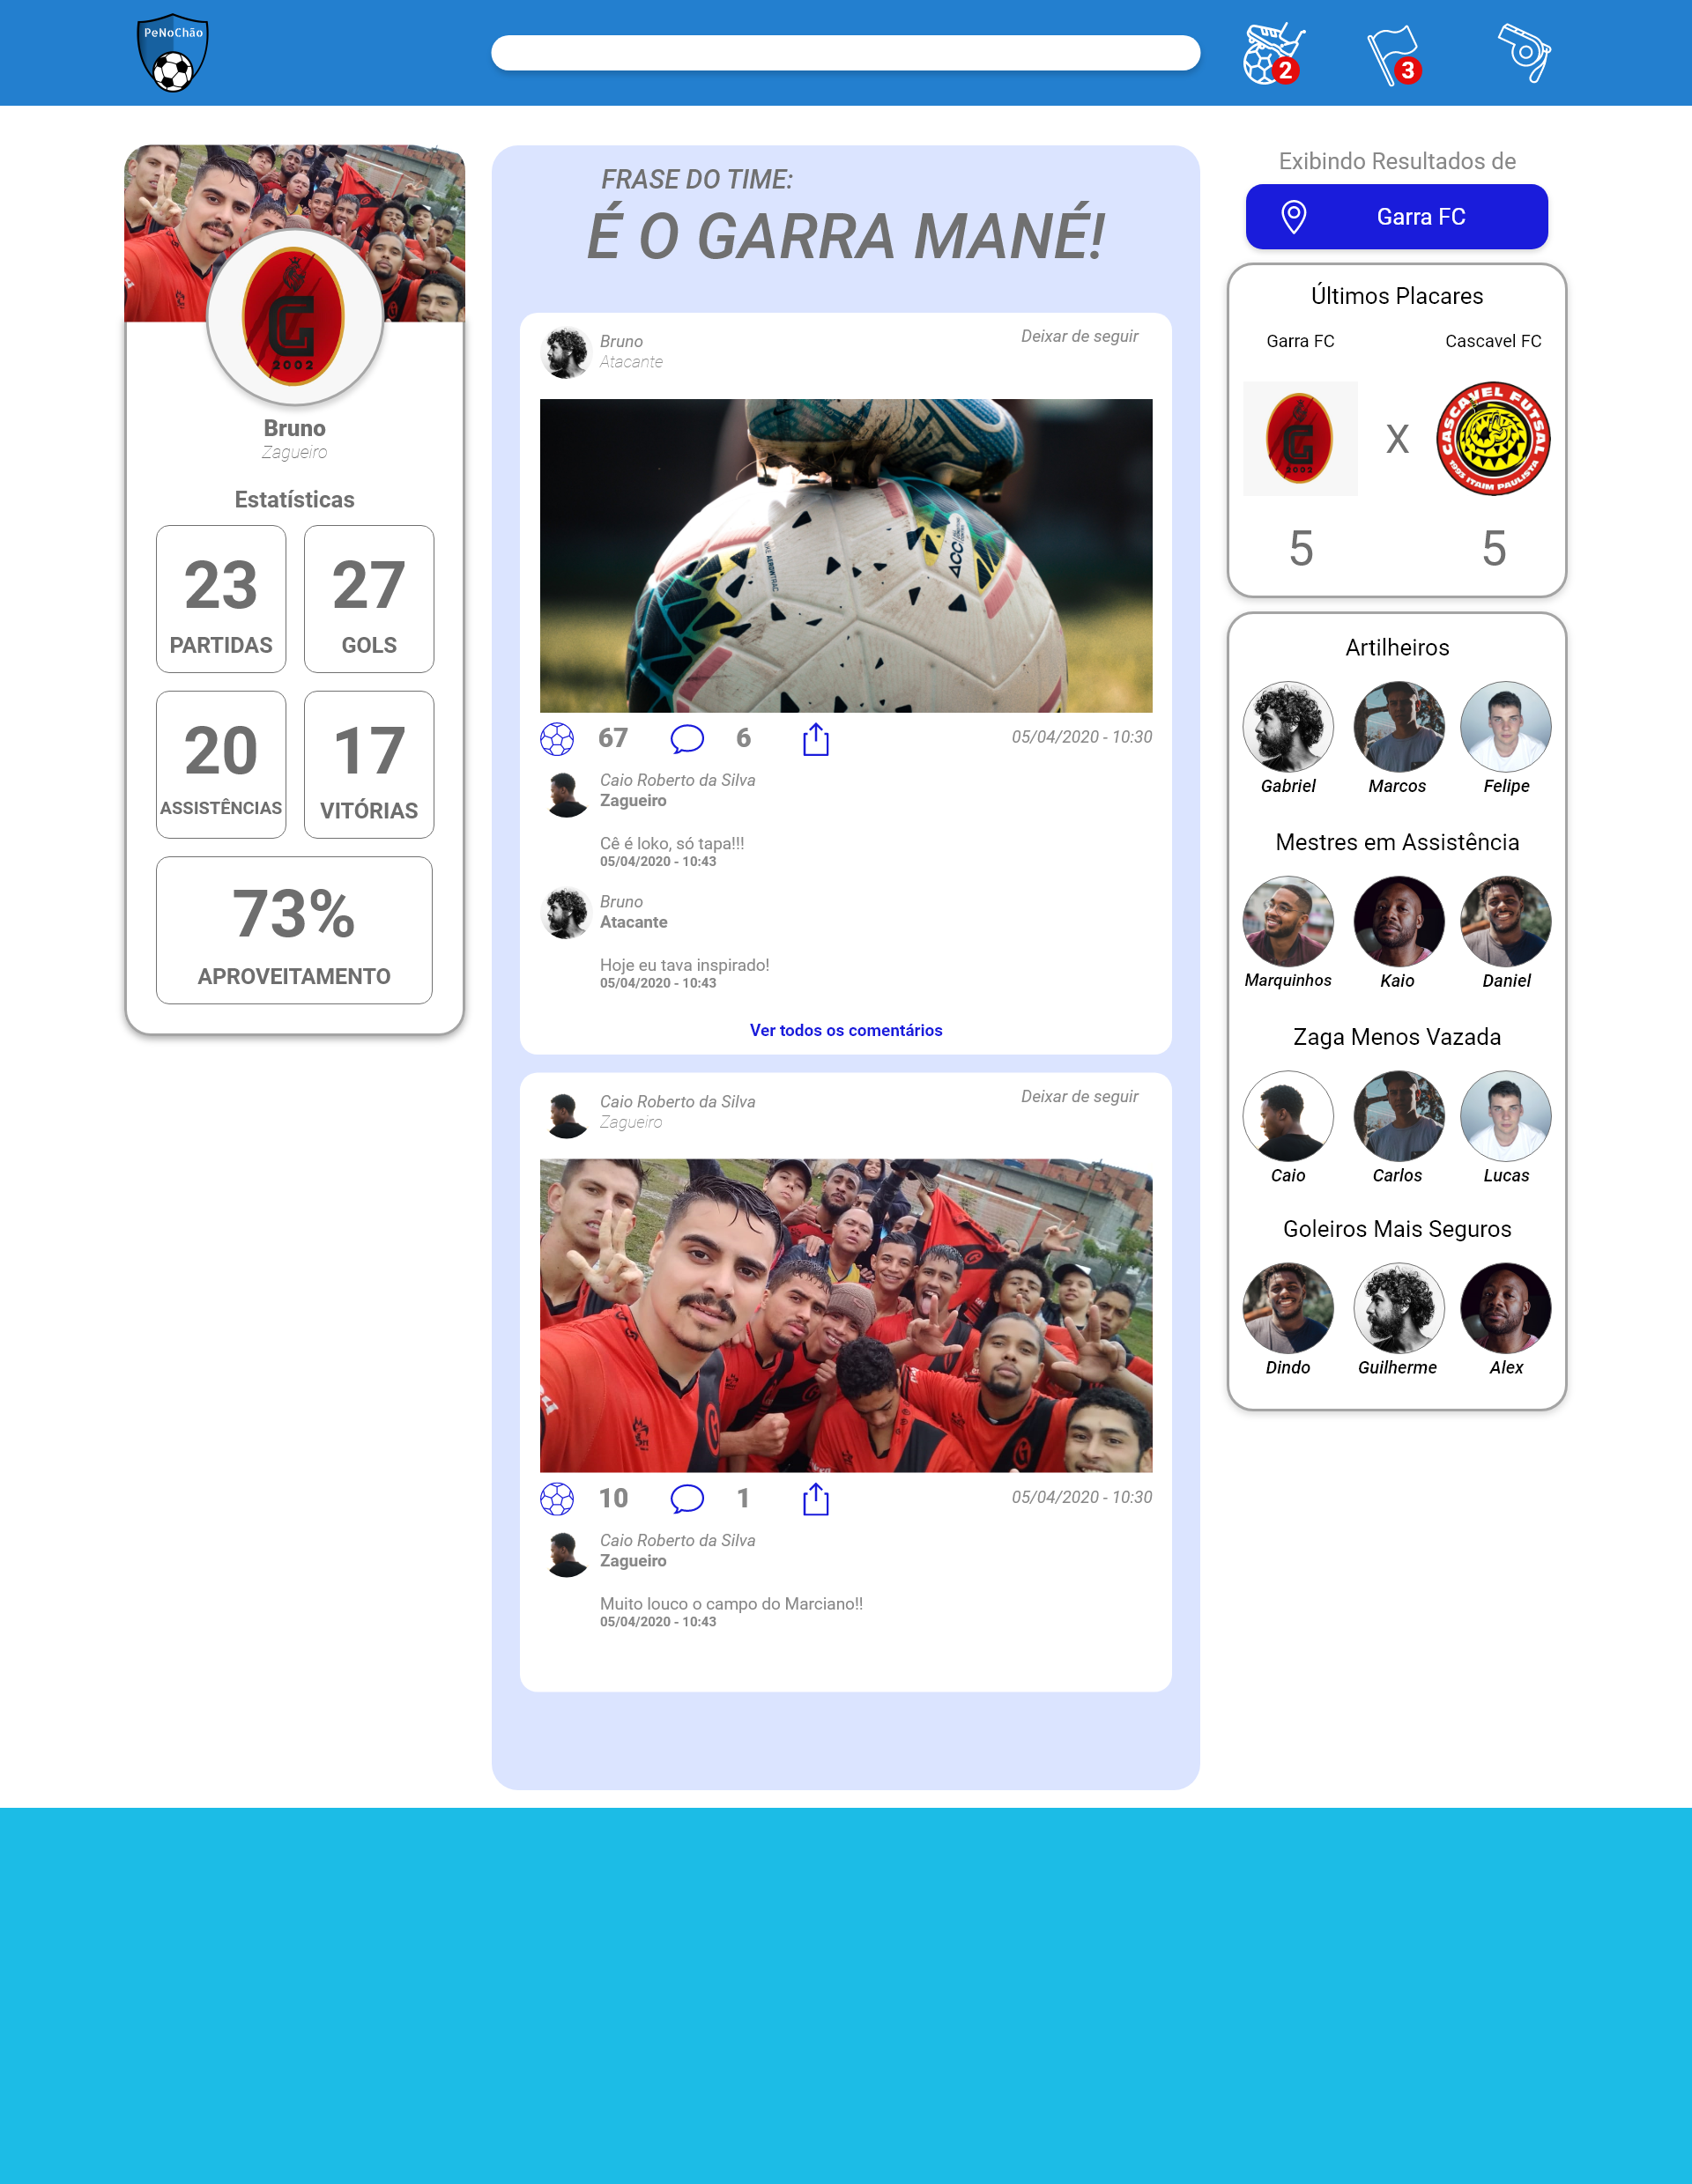 PeNoChão
2
3
G
2002
Bruno
Zagueiro
Estatísticas
23
PARTIDAS
27
GOLS
20
ASSISTÊNCIAS
17
VITÓRIAS
73%
APROVEITAMENTO
FRASE DO TIME:
É O GARRA MANÉ!
Bruno
Atacante
Deixar de seguir
NIKE AEROWTRAC
ACC
67
6
05/04/2020 - 10:30
Caio Roberto da Silva
Zagueiro
Cê é loko, só tapa!!!
05/04/2020 - 10:43
Bruno
Atacante
Hoje eu tava inspirado!
05/04/2020 - 10:43
Ver todos os comentários
Caio Roberto da Silva
Zagueiro
Deixar de seguir
G
G
10
1
05/04/2020 - 10:30
Caio Roberto da Silva
Zagueiro
Muito louco o campo do Marciano!!
05/04/2020 - 10:43
Exibindo Resultados de
Garra FC
Últimos Placares
Garra FC
Cascavel FC
G
2002
X
CASCAVEL FUTSAL
1993 ITAIM PAULISTA
5
5
Artilheiros
Gabriel
Marcos
Felipe
Mestres em Assistência
Marquinhos
Kaio
Daniel
Zaga Menos Vazada
Caio
Carlos
Lucas
Goleiros Mais Seguros
Dindo
Guilherme
Alex